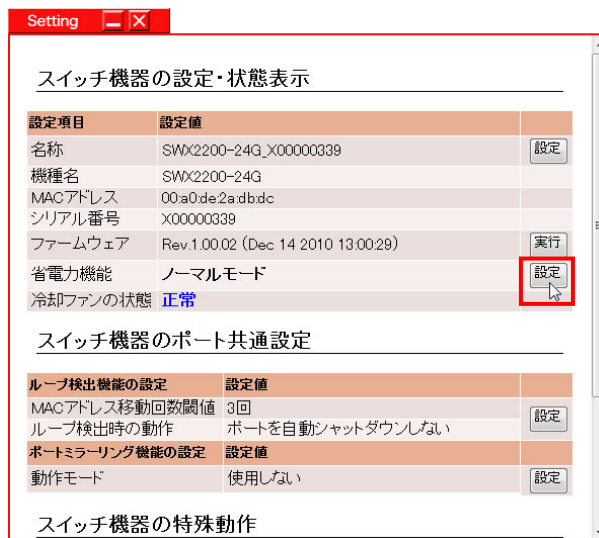 Setting
スイッチ機器の設定・状態表示
設定項目 設定値
名称 SWX2200-24G_X00000339 設定
機種名 SWX2200-24G
MACアドレス 00:a0:de:2a:db:dc
シリアル番号 X00000339
ファームウェア Rev.1.00.02 (Dec 14 2010 13:00:29) 実行
省電力機能 ノーマルモード 設定
冷却ファンの状態 正常
スイッチ機器のポート共通設定
ループ検出機能の設定 設定値
MACアドレス移動回数閾値 3回
ループ検出時の動作 ポートを自動シャットダウンしない 設定
ポートミラーリング機能の設定 設定値
動作モード 使用しない 設定
スイッチ機器の特殊動作